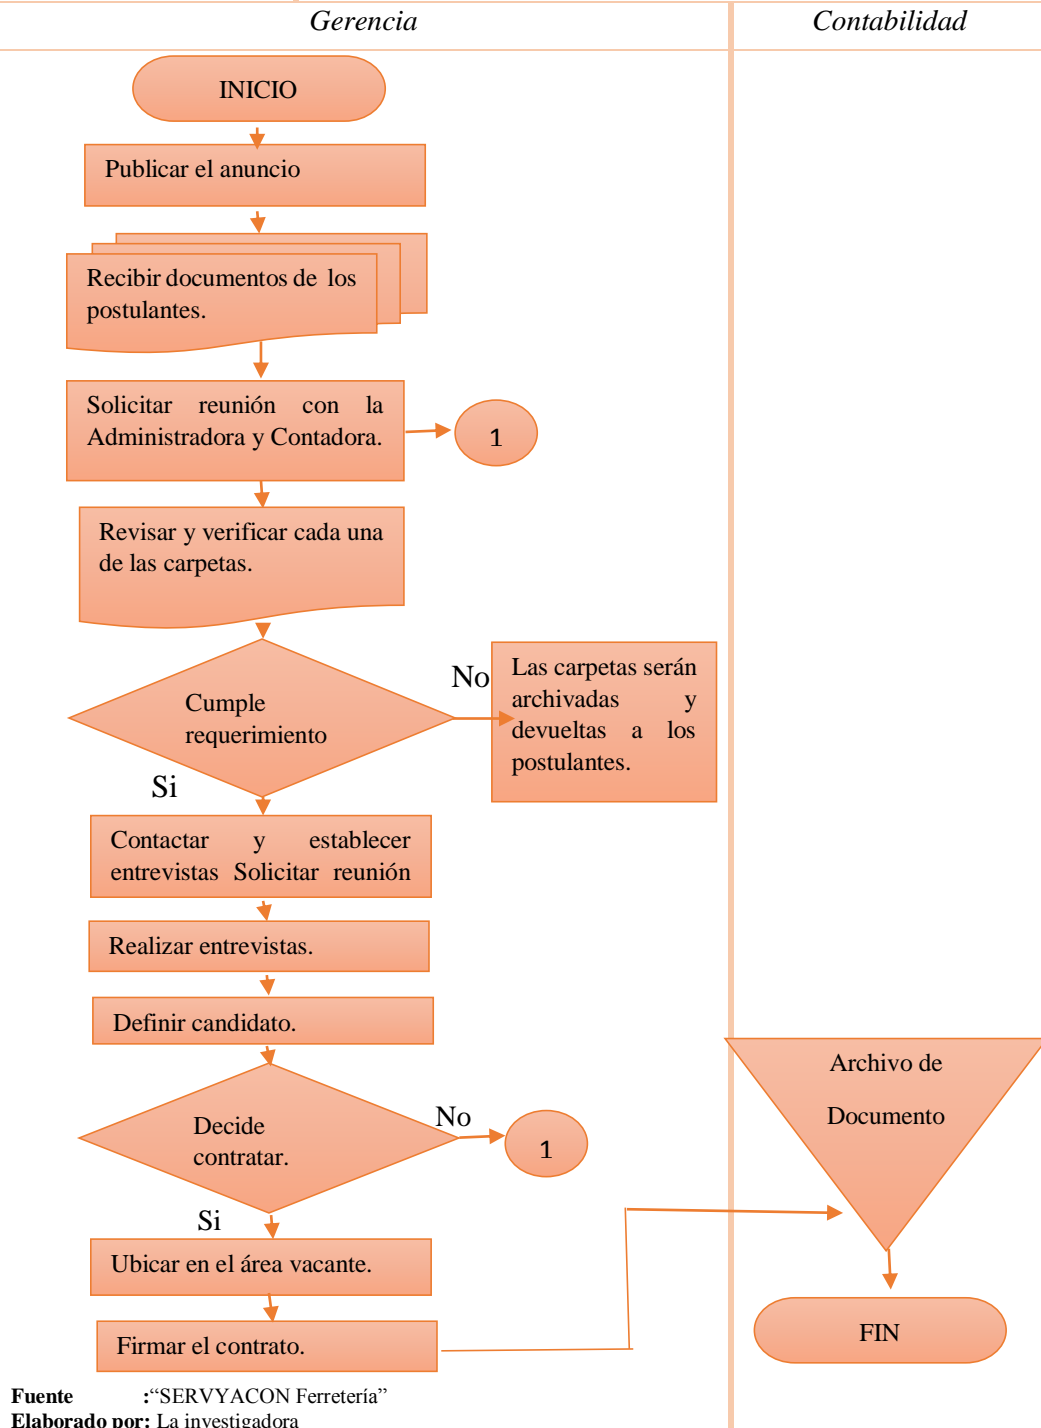 Gerencia
Contabilidad
INICIO
Publicar el anuncio
Recibir documentos de los
postulantes.
Solicitar reunión con la
Administradora y Contadora.
1
Revisar y verificar cada una
de las carpetas.
Cumple
requerimiento
No
Las carpetas serán
archivadas y
devueltas a los
postulantes.
Si
Contactar y establecer
entrevistas Solicitar reunión
Realizar entrevistas.
Definir candidato.
Decide
contratar.
No
1
Si
Ubicar en el área vacante.
Firmar el contrato.
Archivo de
Documento
FIN
Fuente :“SERVYACON Ferretería”
Elaborado por: La investigadora